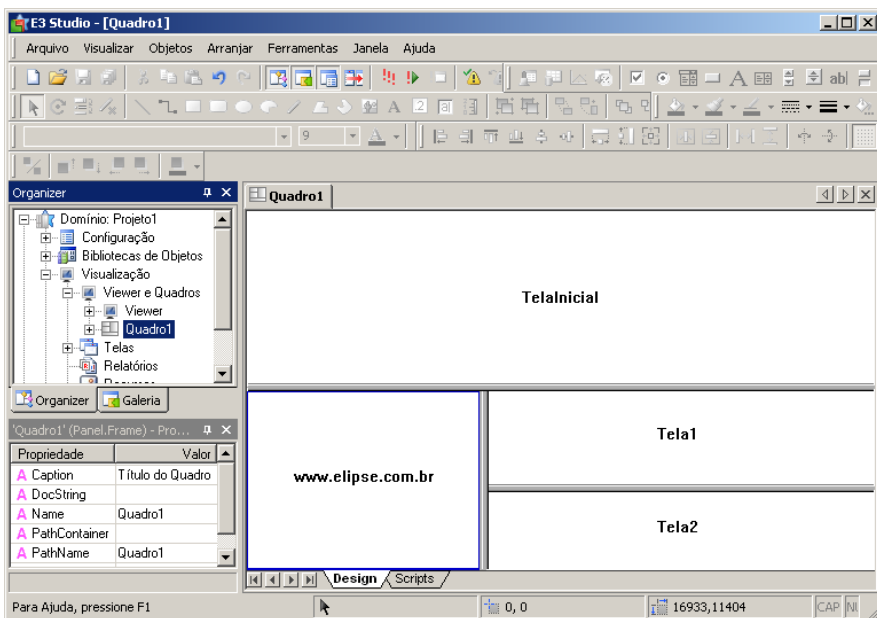 E3 Studio - [Quadro1]
Arquivo Visualizar Objetos Arranjar Ferramentas Janela Ajuda
9
Organizer
Quadro1
Domínio: Projeto1
Configuração
Bibliotecas de Objetos
Visualização
Viewer e Quadros
Viewer
Quadro1
Telas
Relatórios
Organizer Galeria
'Quadro1' (Panel.Frame) - Pro...
Propriedade Valor
A Caption Título do Quadro
A DocString
A Name Quadro1
A PathContainer
A PathName Quadro1
TelaInicial
www.elipse.com.br
Tela1
Tela2
Design Scripts
Para Ajuda, pressione F1
0, 0
16933,11404
CAP